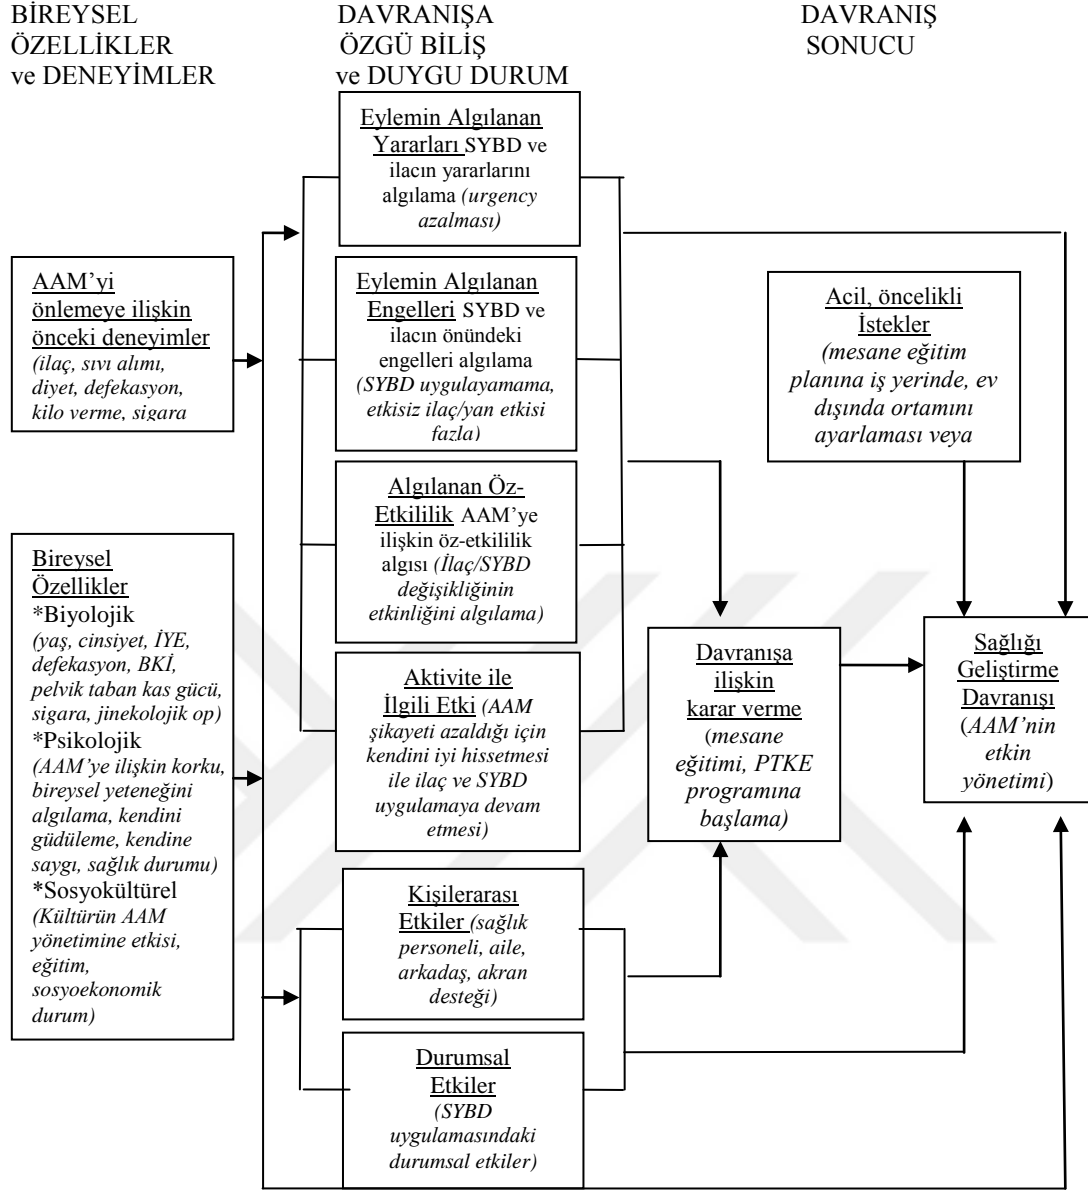 BİREYSEL
ÖZELLİKLER
ve DENEYİMLER
DAVRANIŞA
ÖZGÜ BİLİŞ
ve DUYGU DURUM
DAVRANIŞ
SONUCU
AAM’yi
önlemeye ilişkin
önceki deneyimler
(ilaç, sıvı alımı,
diyet, defekasyon,
kilo verme, sigara
Bireysel
Özellikler
*Biyolojik
(yaş, cinsiyet, İYE,
defekasyon, BKİ,
pelvik taban kas gücü,
sigara, jinekolojik op)
*Psikolojik
(AAM’ye ilişkin korku,
bireysel yeteneğini
algılama, kendini
güdüleme, kendine
saygı, sağlık durumu)
*Sosyokültürel
(Kültürün AAM
yönetimine etkisi,
eğitim,
sosyoekonomik
durum)
Eylemin Algılanan
Yararları SYBD ve
ilacın yararlarını
algılama (urgency
azalması)
Eylemin Algılanan
Engelleri SYBD ve
ilacın önündeki
engelleri algılama
(SYBD uygulayamama,
etkisiz ilaç/yan etkisi
fazla)
Algılanan Öz-
Etkililik AAM’ye
ilişkin öz-etkililik
algısı (İlaç/SYBD
değişikliğinin
etkinliğini algılama)
Aktivite ile
İlgili Etki (AAM
şikayeti azaldığı için
kendini iyi hissetmesi
ile ilaç ve SYBD
uygulamaya devam
etmesi)
Kişilerarası
Etkiler (sağlık
personeli, aile,
arkadaş, akran
desteği)
Durumsal
Etkiler
(SYBD
uygulamasındaki
durumsal etkiler)
Acil, öncelikli
İstekler
(mesane eğitim
planına iş yerinde, ev
dışında ortamını
ayarlaması veya
Davranışa
ilişkin
karar verme
(mesane
eğitimi, PTKE
programına
başlama)
Sağlığı
Geliştirme
Davranışı
(AAM’nin
etkin
yönetimi)